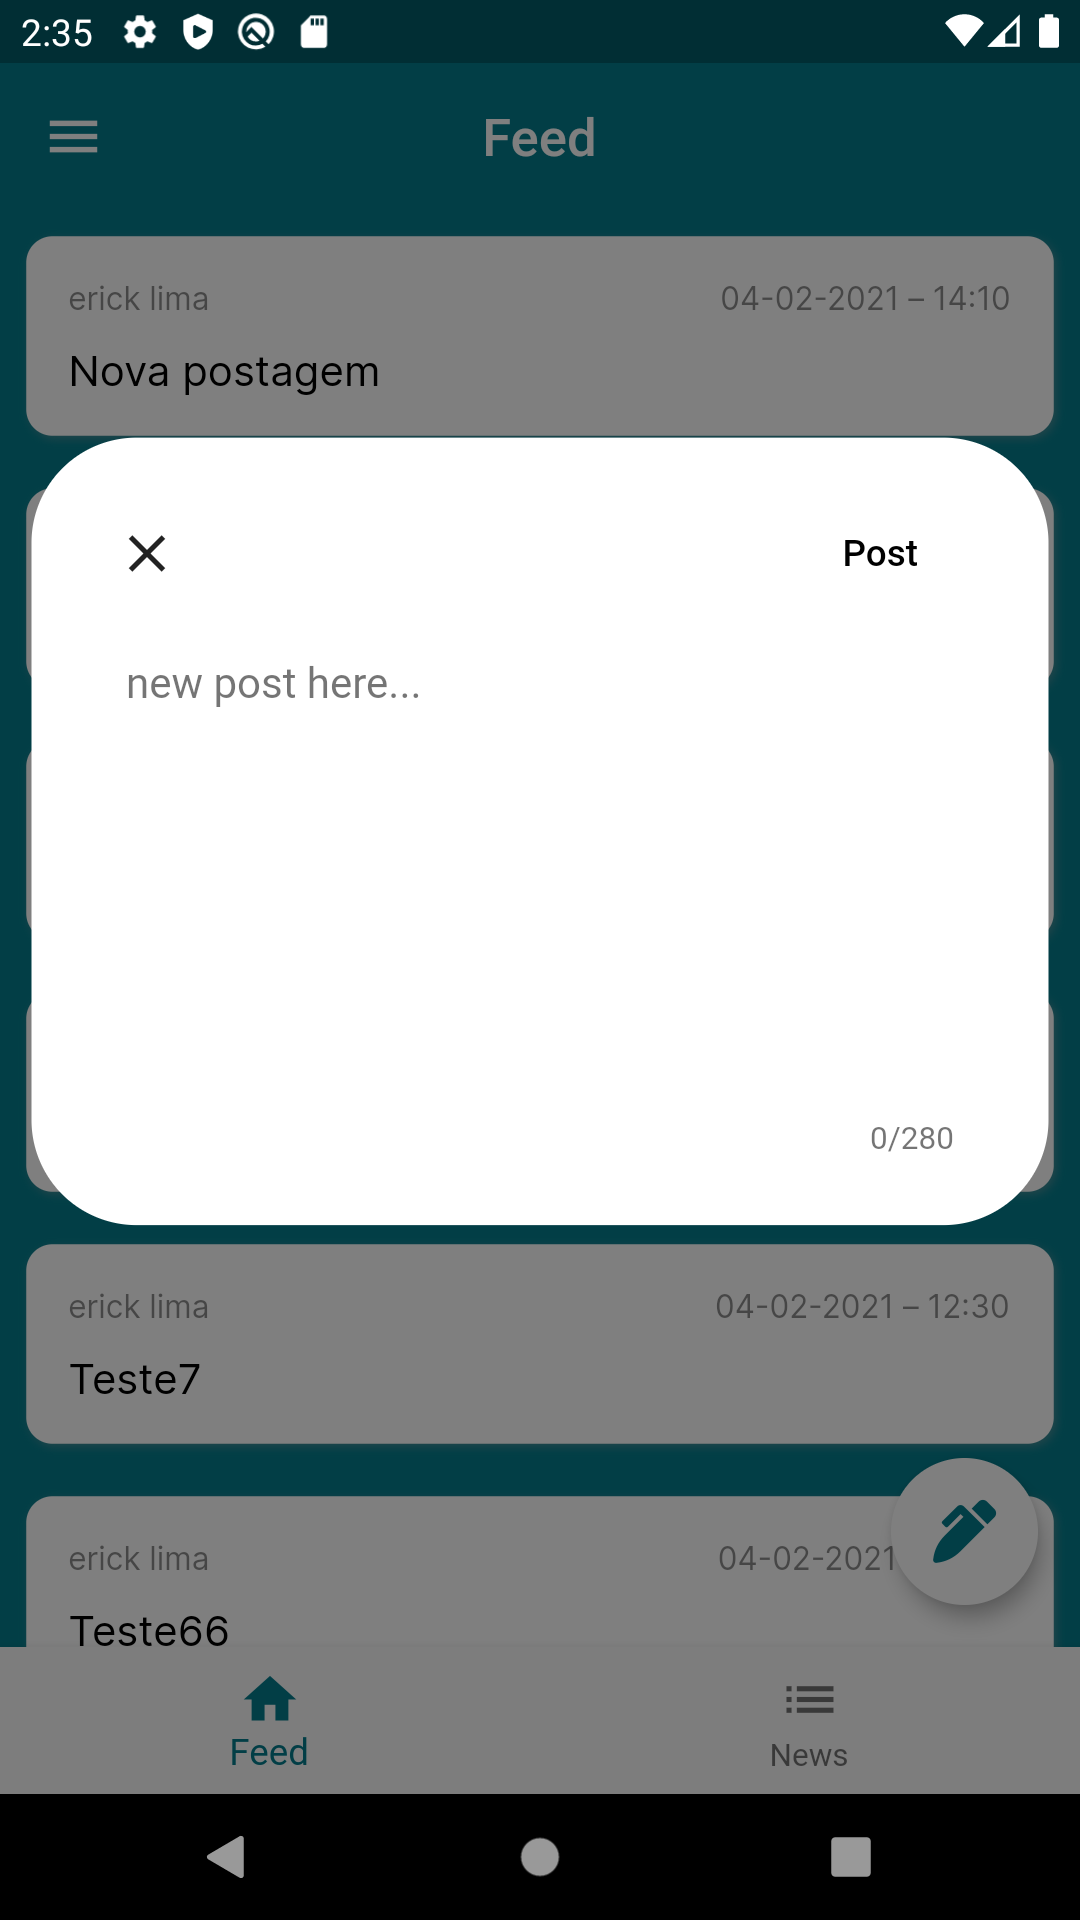 2:35
Feed
erick lima 04-02-2021 – 14:10
Nova postagem
Post
new post here...
0/280
erick lima 04-02-2021 – 12:30
Teste7
erick lima 04-02-2021
Teste66
Feed News